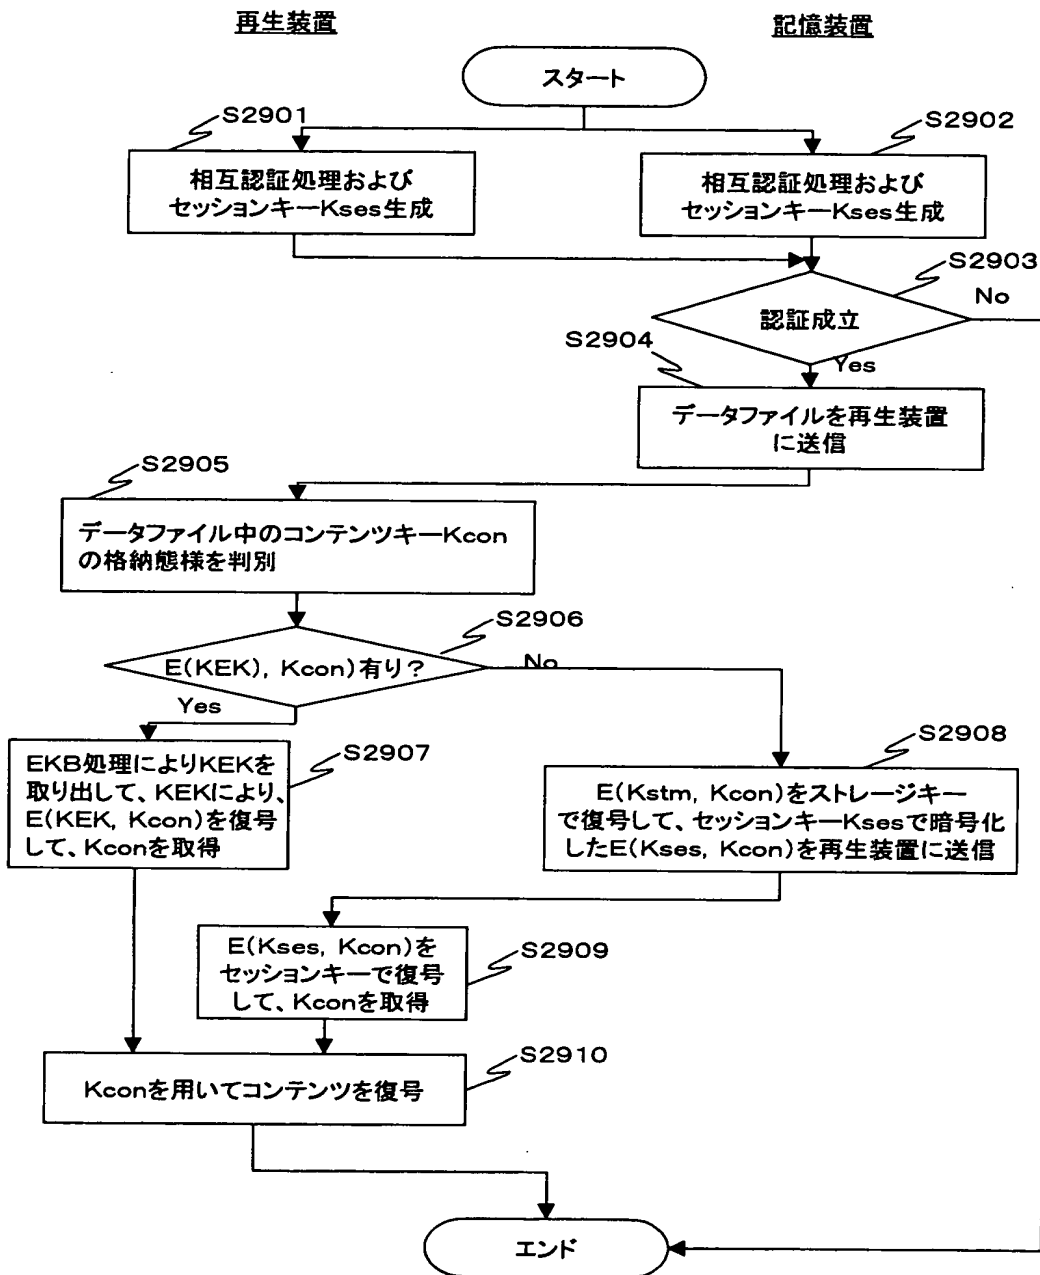 再生装置
記憶装置
スタート
S2901
S2902
相互認証処理および
セッションキーKses生成
相互認証処理および
セッションキーKses生成
S2903
認証成立
No
Yes
S2904
データファイルを再生装置
に送信
S2905
データファイル中のコンテンツキーKcon
の格納態様を判別
S2906
E(KEK), Kcon)有り?
No
Yes
S2907
EKB処理によりKEKを
取り出して、KEKにより、
E(KEK, Kcon)を復号
して、Kconを取得
S2908
E(Kstm, Kcon)をストレージキー
で復号して、セッションキーKsesで暗号化
したE(Kses, Kcon)を再生装置に送信
E(Kses, Kcon)を
セッションキーで復号
して、Kconを取得
S2909
S2910
Kconを用いてコンテンツを復号
エンド